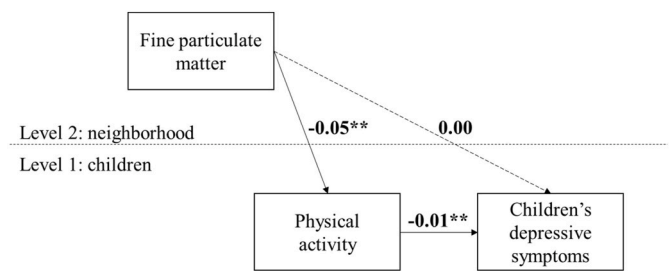 Fine particulate
matter
-0.05**
0.00
Level 2: neighborhood
Level 1: children
Physical
activity
-0.01**
Children's
depressive
symptoms